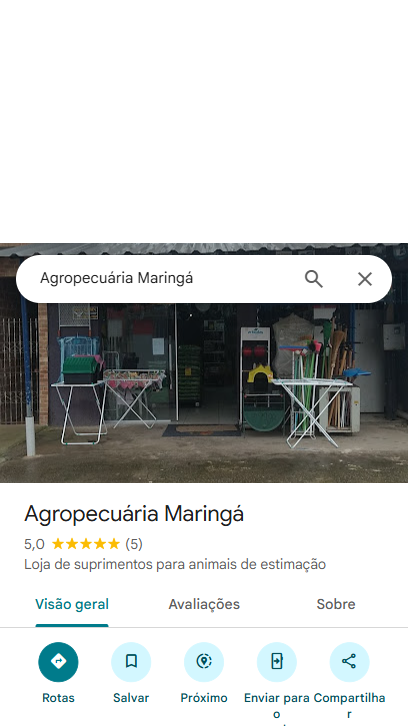 Agropecuária Maringá
Agropecuária Maringá
5,0 (5)
Loja de suprimentos para animais de estimação
Visão geral Avaliações Sobre
Rotas Salvar Próximo Enviar para o Compartilhar